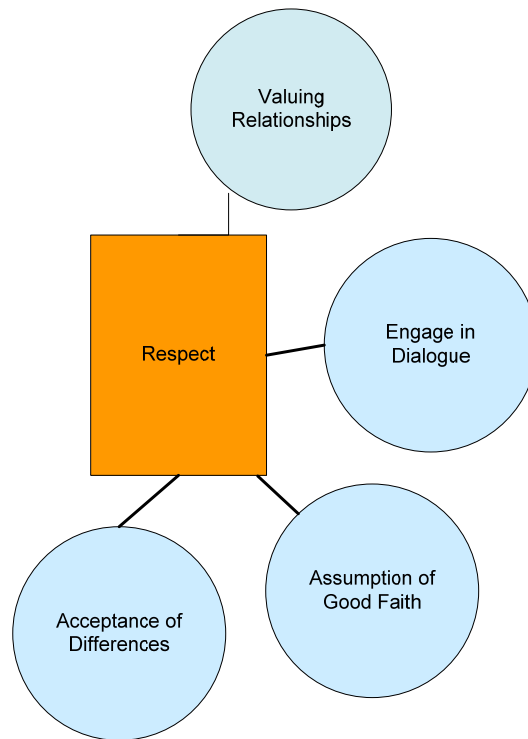 Valuing
Relationships
Respect
Engage in
Dialogue
Assumption of
Good Faith
Acceptance of
Differences